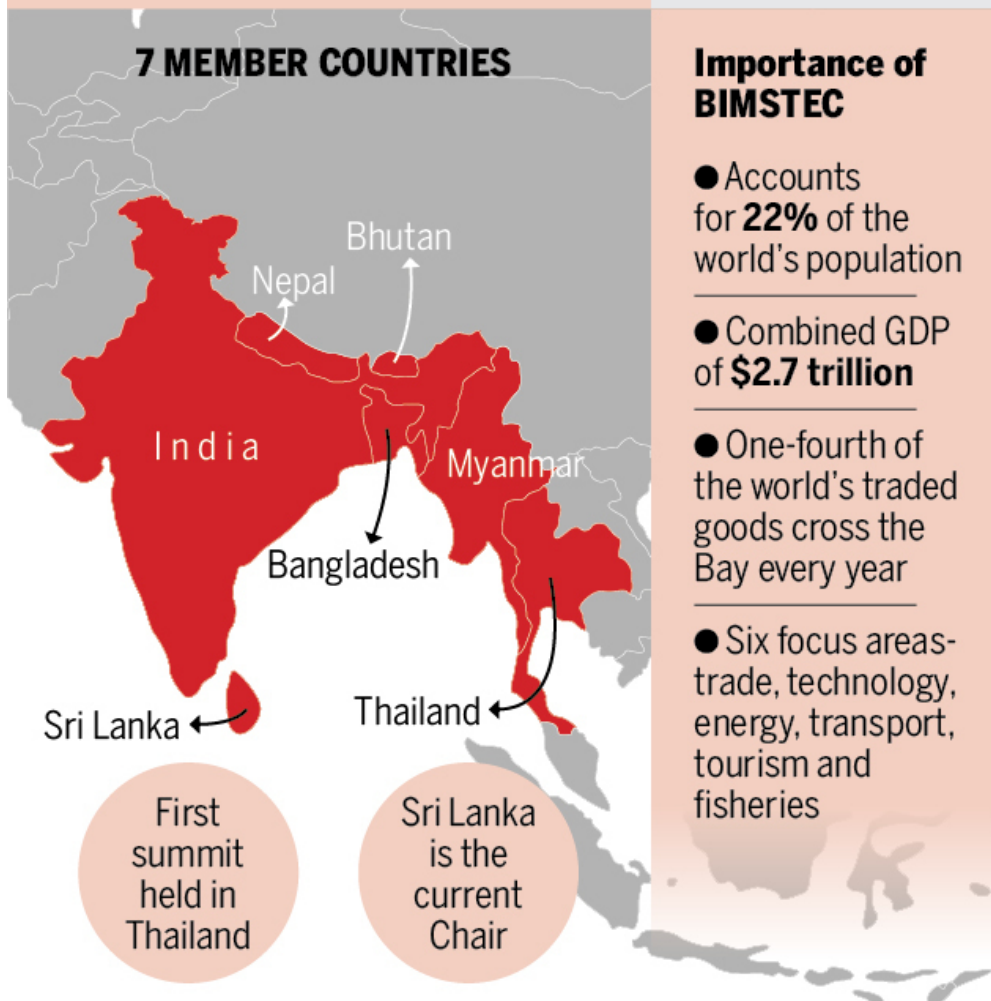 7 MEMBER COUNTRIES
Bhutan
Nepal
India
Myanmar
Bangladesh
Thailand
Sri Lanka
First
summit
held in
Thailand
Sri Lanka
is the
current
Chair
Importance of
BIMSTEC
● Accounts
for 22% of the
world's population
● Combined GDP
of $2.7 trillion
● One-fourth of
the world's traded
goods cross the
Bay every year
● Six focus areas-
trade, technology,
energy, transport,
tourism and
fisheries